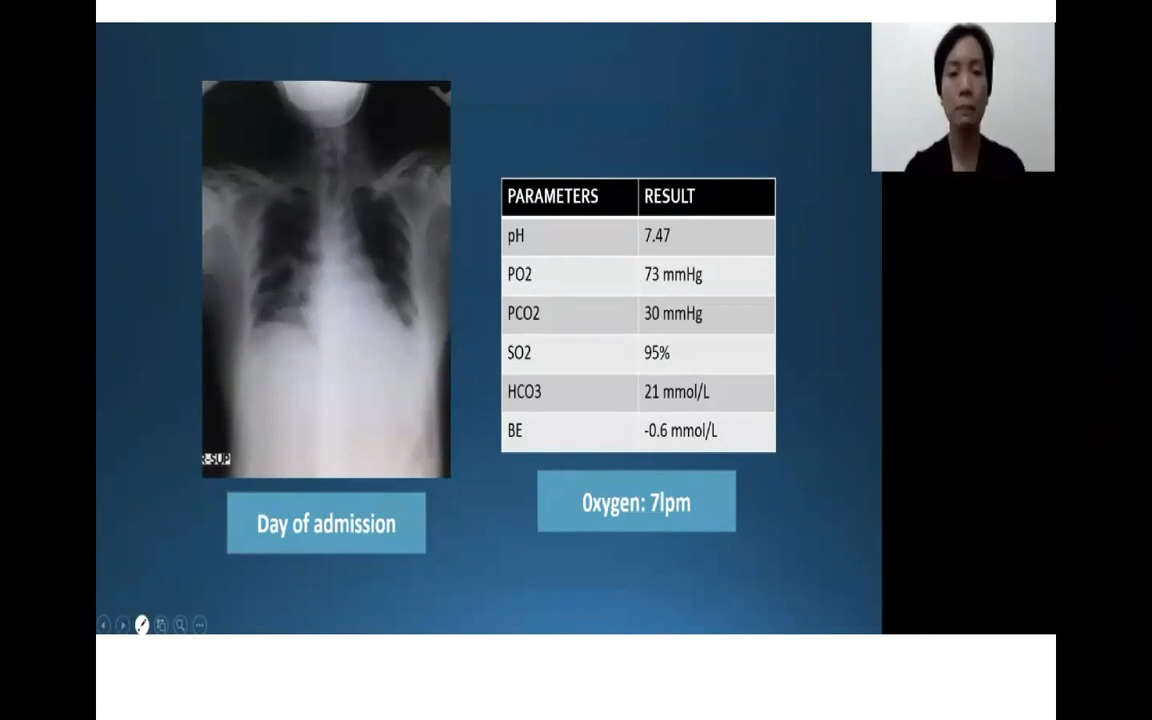 PARAMETERS RESULT
pH 7.47
PO2 73 mmHg
PCO2 30 mmHg
SO2 95%
HCO3 21 mmol/L
BE -0.6 mmol/L
R-SUP
Day of admission
Oxygen: 7lpm